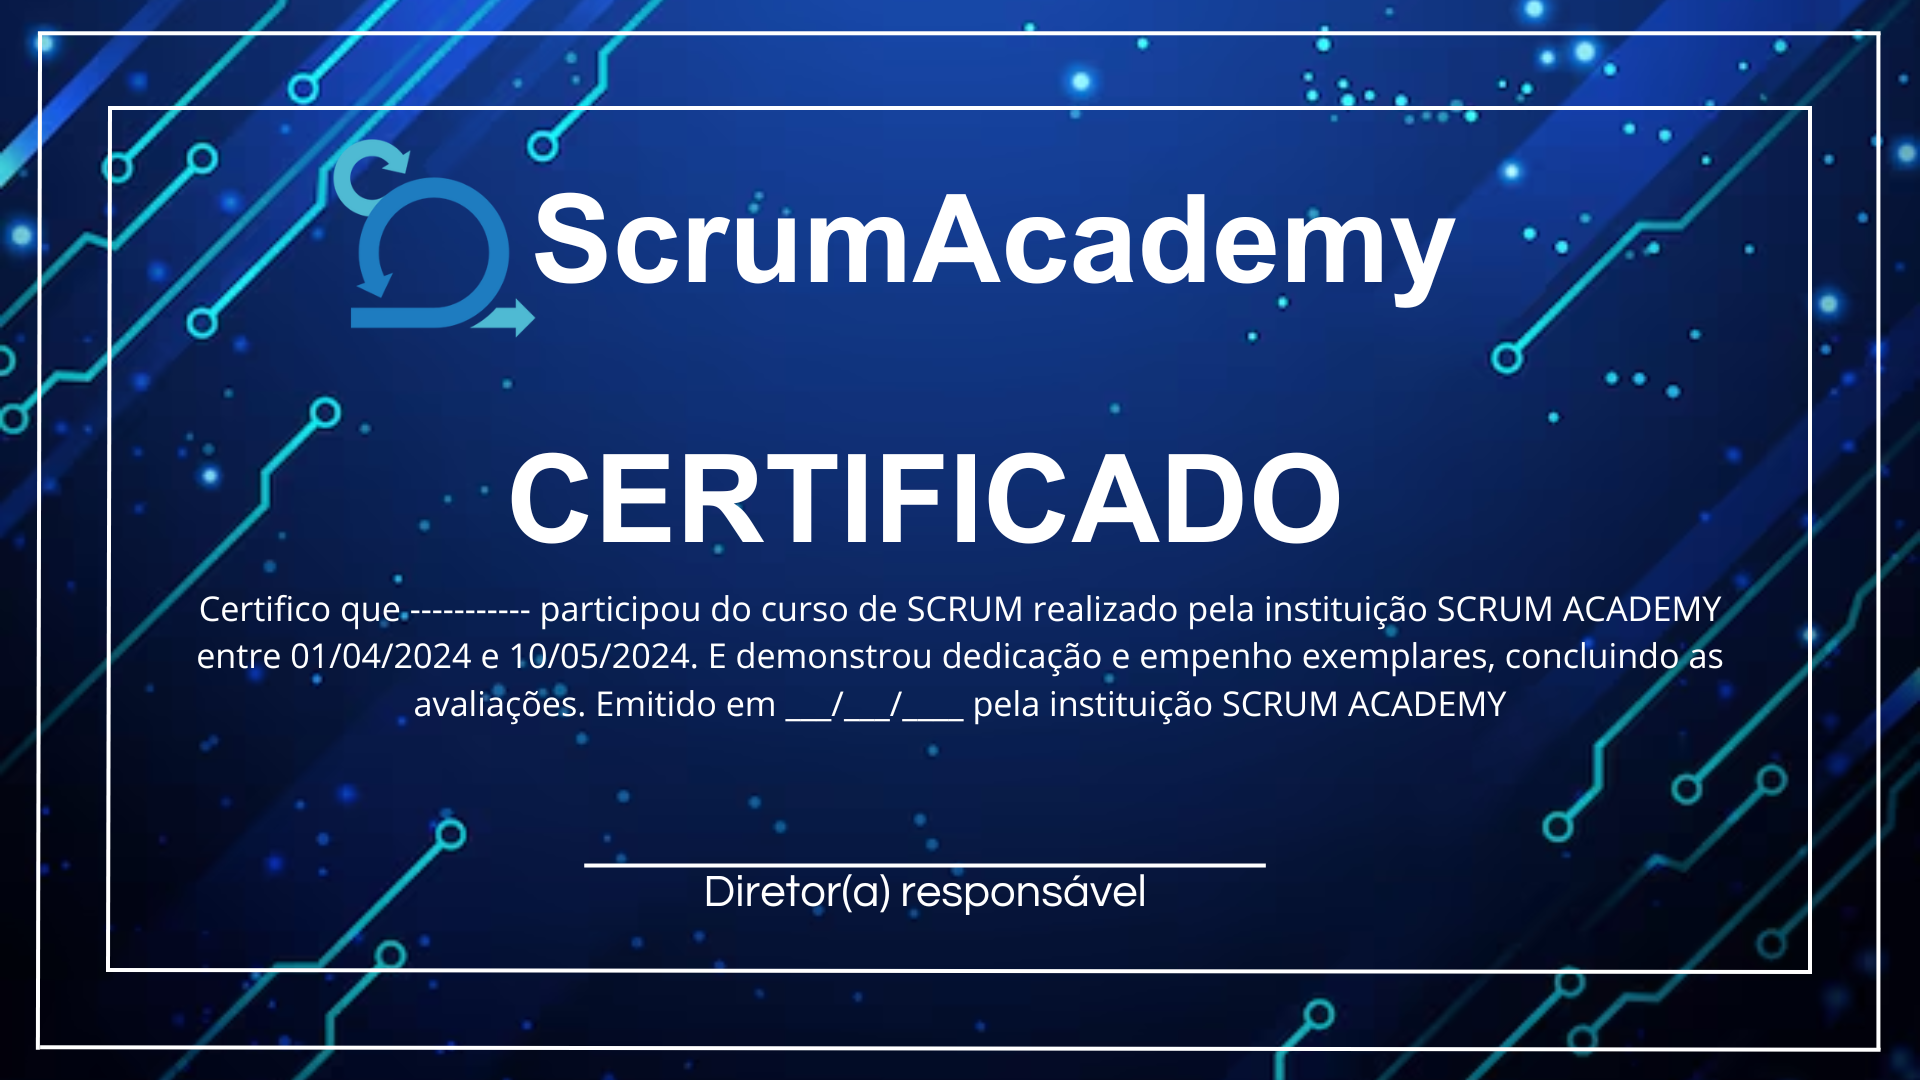 ScrumAcademy
CERTIFICADO
Certifico que ----------- participou do curso de SCRUM realizado pela instituição SCRUM ACADEMY
entre 01/04/2024 e 10/05/2024. E demonstrou dedicação e empenho exemplares, concluindo as
avaliações. Emitido em ___/___/____ pela instituição SCRUM ACADEMY
Diretor(a) responsável